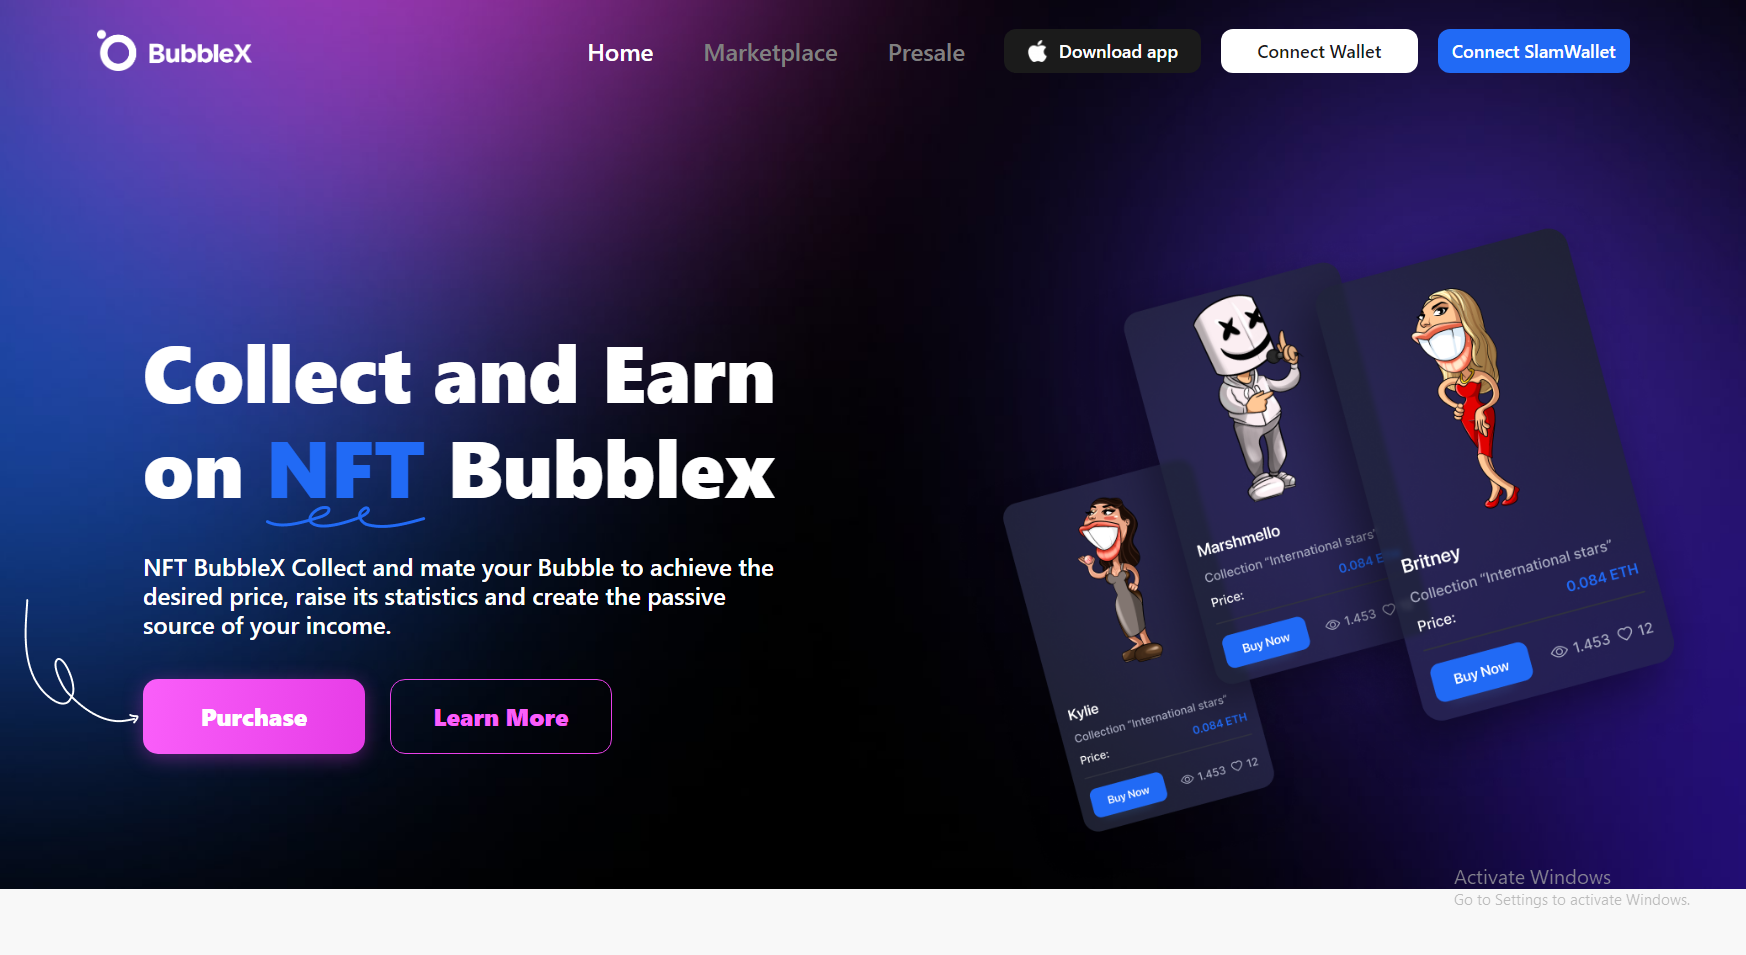 BubbleX
Home
Marketplace
Presale
Download app
Connect Wallet
Connect SlamWallet
Collect and Earn
on NFT Bubblex
NFT BubbleX Collect and mate your Bubble to achieve the
desired price, raise its statistics and create the passive
source of your income.
Purchase
Learn More
Kylie
Collection “International stars”
0.084 ETH
Price:
Buy Now
1.453
12
Marshmello
Collection “International stars”
0.084 E
Price:
Buy Now
1.453
Britney
Collection “International stars”
0.084 ETH
Price:
Buy Now
1.453
12
Activate Windows
Go to Settings to activate Windows.